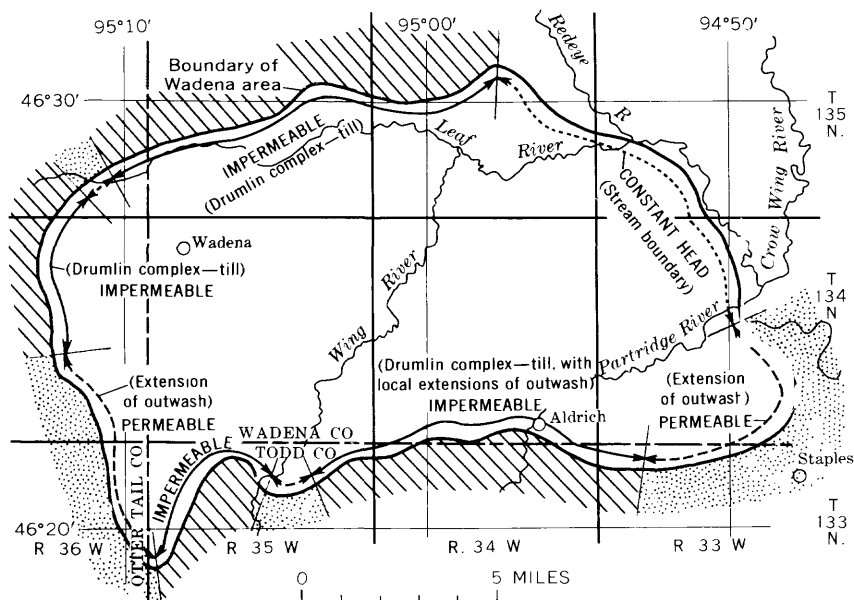 95°10′
95°00′
94°50′
Redeye
R
Boundary of
Wadena area
46°30′
T
135
N.
IMPERMEABLE
(Drumlin complex—till)
Leaf
River
CONSTANT HEAD
(Stream boundary)
Crow Wing River
Wadena
(Drumlin complex—till)
IMPERMEABLE
Wing River
T
134
N
Partridge River
(Drumlin complex—till, with
local extensions of outwash)
IMPERMEABLE
(Extension
of outwash)
PERMEABLE
(Extension
of outwash)
PERMEABLE
Aldrich
WADENA CO
TODD CO
IMPERMEABLE
OTTER TAIL CO
Staples
T
133
N.
46°20′
R 36 W
R 35 W
R. 34 W
R 33 W
0
5 MILES